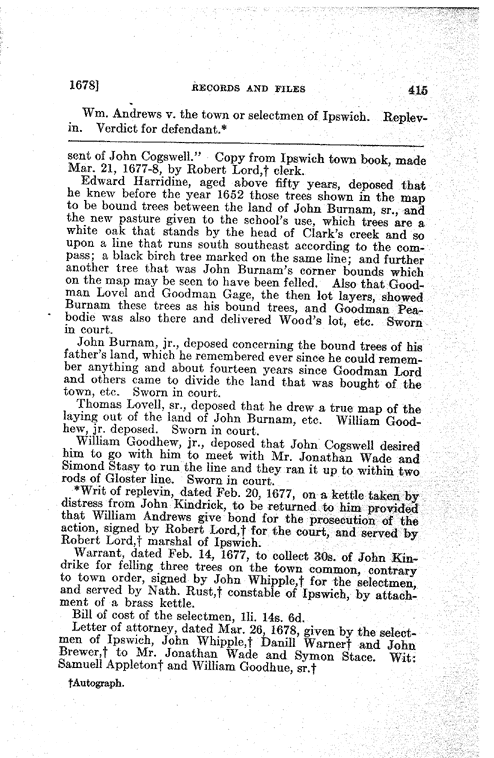 1678]
RECORDS AND FILES
415
Wm. Andrews v. the town or selectmen of Ipswich. Replev-
in. Verdict for defendant.*
sent of John Cogswell." Copy from Ipswich town book, made
Mar. 21, 1677-8, by Robert Lord,† clerk.
Edward Harridine, aged above fifty years, deposed that
he knew before the year 1652 those trees shown in the map
to be bound trees between the land of John Burnam, sr., and
the new pasture given to the school's use, which trees are a
white oak that stands by the head of Clark's creek and so
upon a line that runs south southeast according to the com-
pass; a black birch tree marked on the same line; and further
another tree that was John Burnam's corner bounds which
on the map may be seen to have been felled. Also that Good-
man Lovel and Goodman Gage, the then lot layers, showed
Burnam these trees as his bound trees, and Goodman Pea-
bodie was also there and delivered Wood's lot, etc. Sworn
in court.
John Burnam, jr., deposed concerning the bound trees of his
father's land, which he remembered ever since he could remem-
ber anything and about fourteen years since Goodman Lord
and others came to divide the land that was bought of the
town, etc. Sworn in court.
Thomas Lovell, sr., deposed that he drew a true map of the
laying out of the land of John Burnam, etc. William Good-
hew, jr. deposed. Sworn in court.
William Goodhew, jr., deposed that John Cogswell desired
him to go with him to meet with Mr. Jonathan Wade and
Simond Stasy to run the line and they ran it up to within two
rods of Gloster line. Sworn in court.
*Writ of replevin, dated Feb. 20, 1677, on a kettle taken by
distress from John Kindrick, to be returned to him provided
that William Andrews give bond for the prosecution of the
action, signed by Robert Lord,† for the court, and served by
Robert Lord,† marshal of Ipswich.
Warrant, dated Feb. 14, 1677, to collect 30s. of John Kin-
drike for felling three trees on the town common, contrary
to town order, signed by John Whipple,† for the selectmen,
and served by Nath. Rust,† constable of Ipswich, by attach-
ment of a brass kettle.
Bill of cost of the selectmen, 1li. 14s. 6d.
Letter of attorney, dated Mar. 26, 1678, given by the select-
men of Ipswich, John Whipple,† Danill Warner† and John
Brewer,† to Mr. Jonathan Wade and Symon Stace. Wit:
Samuell Appleton† and William Goodhue, sr.†
†Autograph.